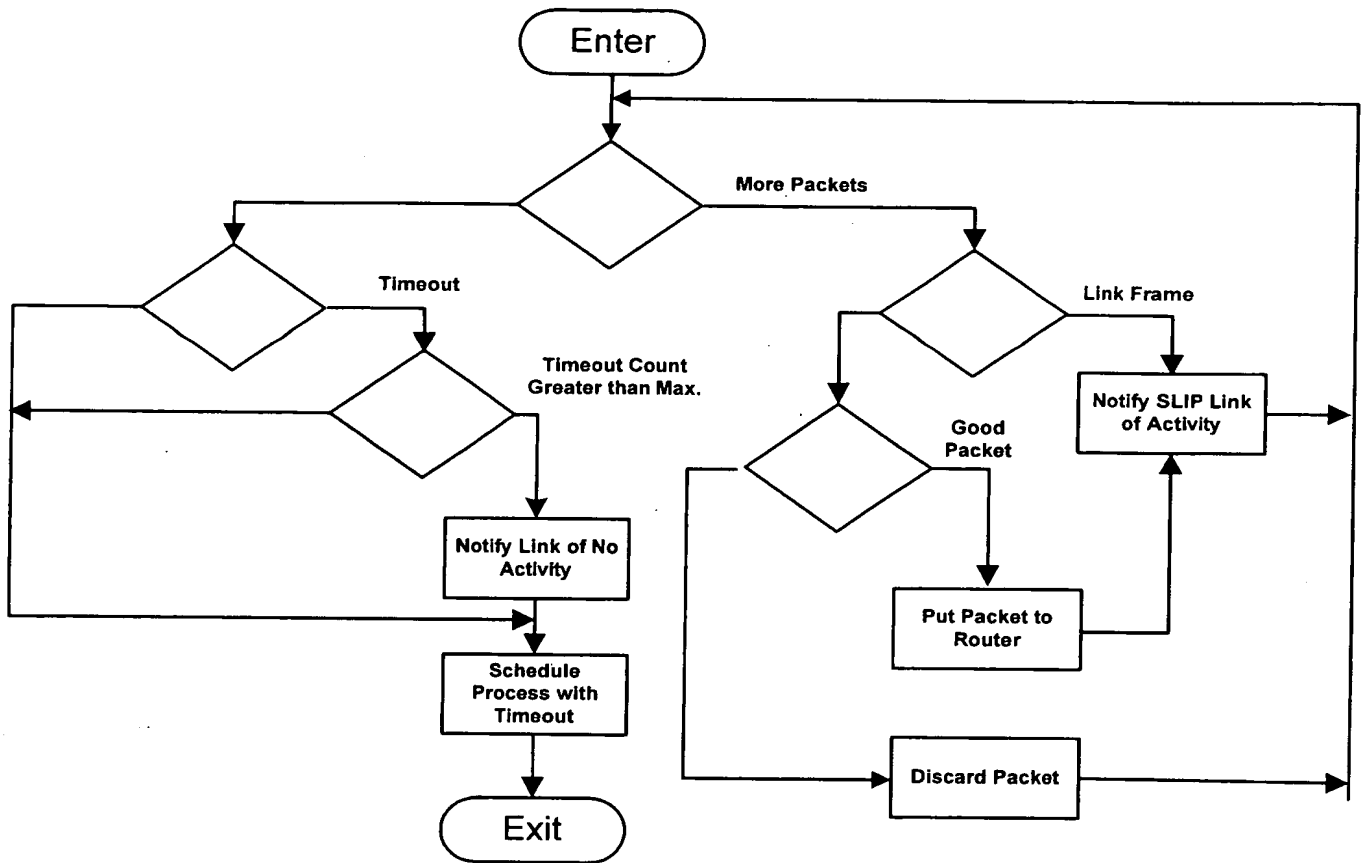 Enter
More Packets
Timeout
Link Frame
Timeout Count
Greater than Max.
Notify SLIP Link
of Activity
Good
Packet
Notify Link of No
Activity
Put Packet to
Router
Schedule
Process with
Timeout
Discard Packet
Exit